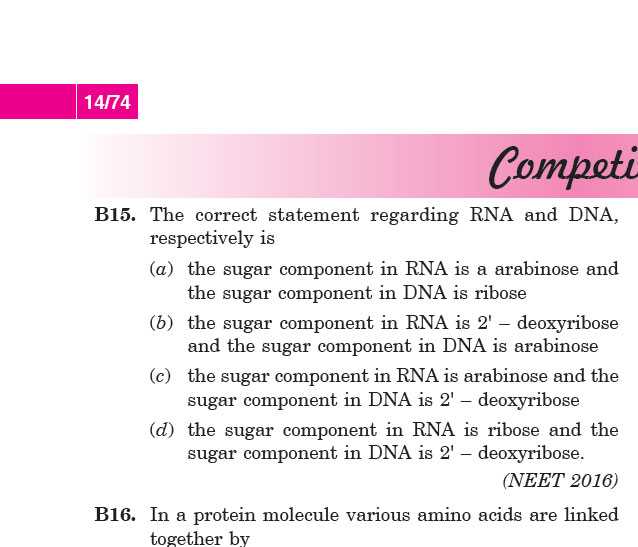 14/74
Competi
B15. The correct statement regarding RNA and DNA,
respectively is
(a) the sugar component in RNA is a arabinose and
the sugar component in DNA is ribose
(b) the sugar component in RNA is 2' – deoxyribose
and the sugar component in DNA is arabinose
(c) the sugar component in RNA is arabinose and the
sugar component in DNA is 2' – deoxyribose
(d) the sugar component in RNA is ribose and the
sugar component in DNA is 2' – deoxyribose.
(NEET 2016)
B16. In a protein molecule various amino acids are linked
together by